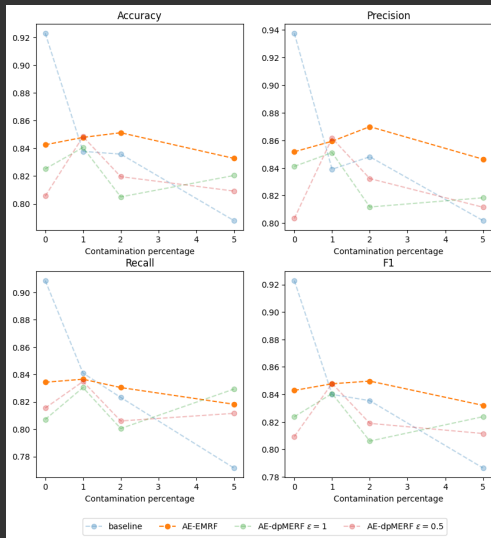 Accuracy
0.92
0.90
0.88
0.86
0.84
0.82
0.80
0 1 2 3 4 5
Contamination percentage
Precision
0.94
0.92
0.90
0.88
0.86
0.84
0.82
0.80
0 1 2 3 4 5
Contamination percentage
Recall
0.90
0.88
0.86
0.84
0.82
0.80
0.78
0 1 2 3 4 5
Contamination percentage
F1
0.92
0.90
0.88
0.86
0.84
0.82
0.80
0.78
0 1 2 3 4 5
Contamination percentage
baseline AE-EMRF AE-dpMERF ε = 1 AE-dpMERF ε = 0.5